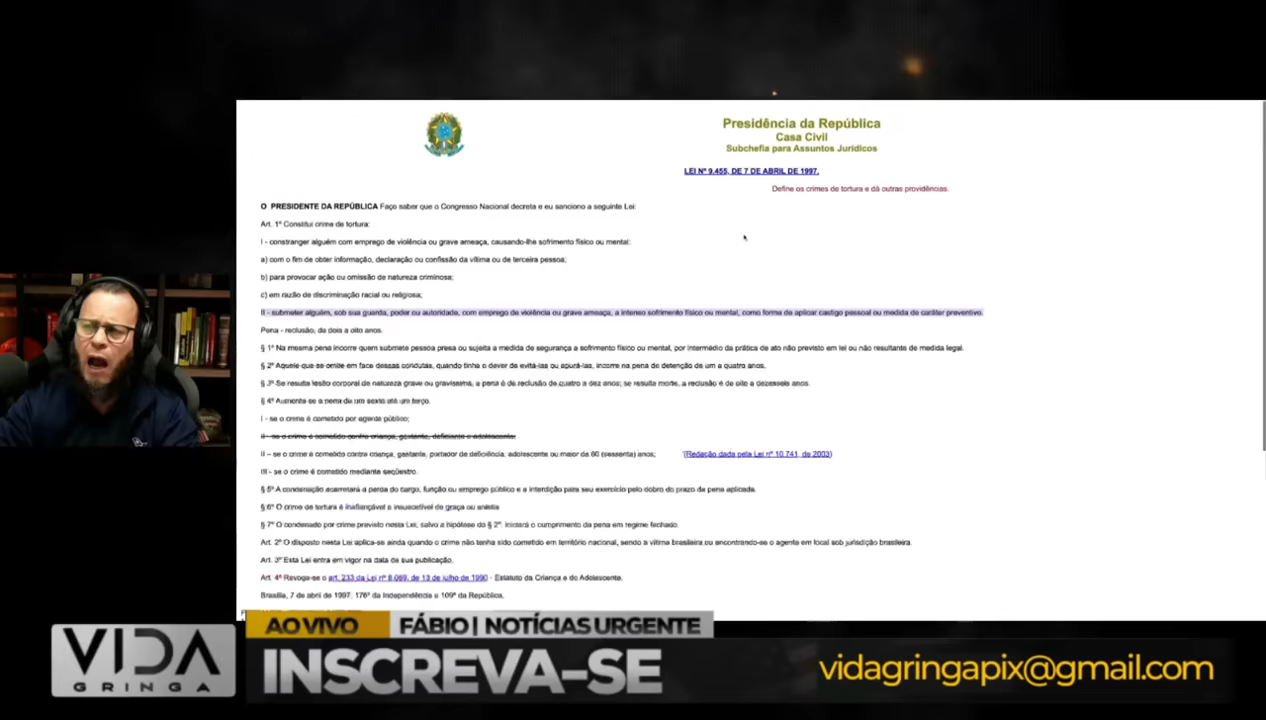 Presidência da República
Casa Civil
Subchefia para Assuntos Jurídicos
LEI Nº 9.455, DE 7 DE ABRIL DE 1997.
Define os crimes de tortura e dá outras providências.
O PRESIDENTE DA REPÚBLICA Faço saber que o Congresso Nacional decreta e eu sanciono a seguinte Lei:
Art. 1º Constitui crime de tortura:
I - constranger alguém com emprego de violência ou grave ameaça, causando-lhe sofrimento físico ou mental:
a) com o fim de obter informação, declaração ou confissão da vítima ou de terceira pessoa;
b) para provocar ação ou omissão de natureza criminosa;
c) em razão de discriminação racial ou religiosa;
II - submeter alguém, sob sua guarda, poder ou autoridade, com emprego de violência ou grave ameaça, a intenso sofrimento físico ou mental, como forma de aplicar castigo pessoal ou medida de caráter preventivo.
Pena - reclusão, de dois a oito anos.
§ 1º Na mesma pena incorre quem submete pessoa presa ou sujeita a medida de segurança a sofrimento físico ou mental, por intermédio da prática de ato não previsto em lei ou não resultante de medida legal.
§ 2º Aquele que se omite em face dessas condutas, quando tinha o dever de evitá-las ou apurá-las, incorre na pena de detenção de um a quatro anos.
§ 3º Se resulta lesão corporal de natureza grave ou gravíssima, a pena é de reclusão de quatro a dez anos; se resulta morte, a reclusão é de oito a dezesseis anos.
§ 4º Aumenta-se a pena de um sexto até um terço:
I - se o crime é cometido por agente público;
II - se o crime é cometido contra criança, gestante, deficiente e adolescente;
II – se o crime é cometido contra criança, gestante, portador de deficiência, adolescente ou maior de 60 (sessenta) anos; (Redação dada pela Lei nº 10.741, de 2003)
III - se o crime é cometido mediante seqüestro.
§ 5º A condenação acarretará a perda do cargo, função ou emprego público e a interdição para seu exercício pelo dobro do prazo da pena aplicada.
§ 6º O crime de tortura é inafiançável e insuscetível de graça ou anistia.
§ 7º O condenado por crime previsto nesta Lei, salvo a hipótese do § 2º, iniciará o cumprimento da pena em regime fechado.
Art. 2º O disposto nesta Lei aplica-se ainda quando o crime não tenha sido cometido em território nacional, sendo a vítima brasileira ou encontrando-se o agente em local sob jurisdição brasileira.
Art. 3º Esta Lei entra em vigor na data de sua publicação.
Art. 4º Revoga-se o art. 233 da Lei nº 8.069, de 13 de julho de 1990 - Estatuto da Criança e do Adolescente.
Brasília, 7 de abril de 1997; 176º da Independência e 109º da República.
AO VIVO FÁBIO | NOTÍCIAS URGENTE
VIDA
GRINGA
INSCREVA-SE
vidagringapix@gmail.com